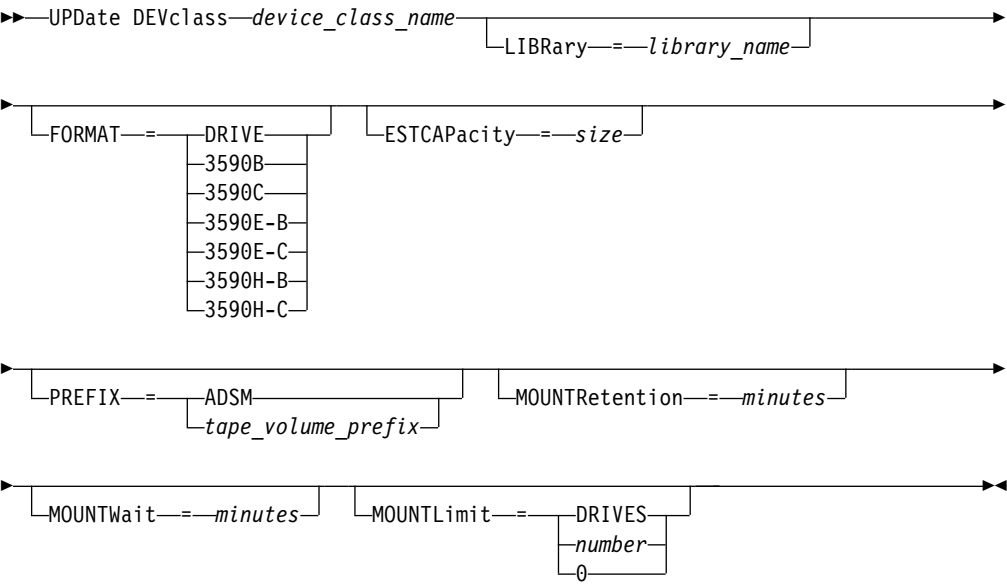 UPDate DEVclass device_class_name
LIBRary = library_name
FORMAT = DRIVE
3590B
3590C
3590E-B
3590E-C
3590H-B
3590H-C
ESTCAPacity = size
PREFIX = ADSM
tape_volume_prefix
MOUNTRetention = minutes
MOUNTWait = minutes
MOUNTLimit = DRIVES
number
0